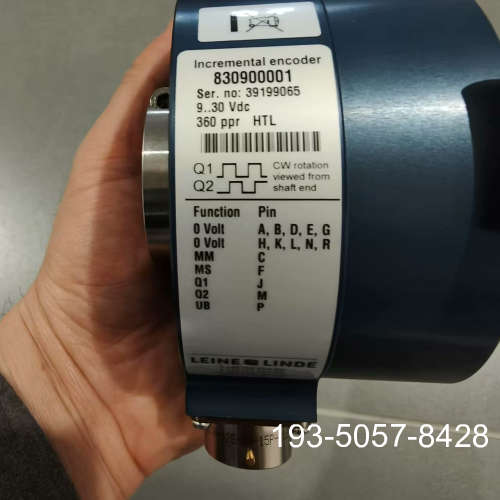 Incremental encoder
830900001
Ser. no: 39199065
9..30 Vdc
360 ppr HTL
Q1
Q2
CW rotation
viewed from
shaft end
Function Pin
0 Volt A, B, D, E, G
0 Volt H, K, L, N, R
MM C
MS F
Q1 J
Q2 M
UB P
LEINE LINDE
193-5057-8428